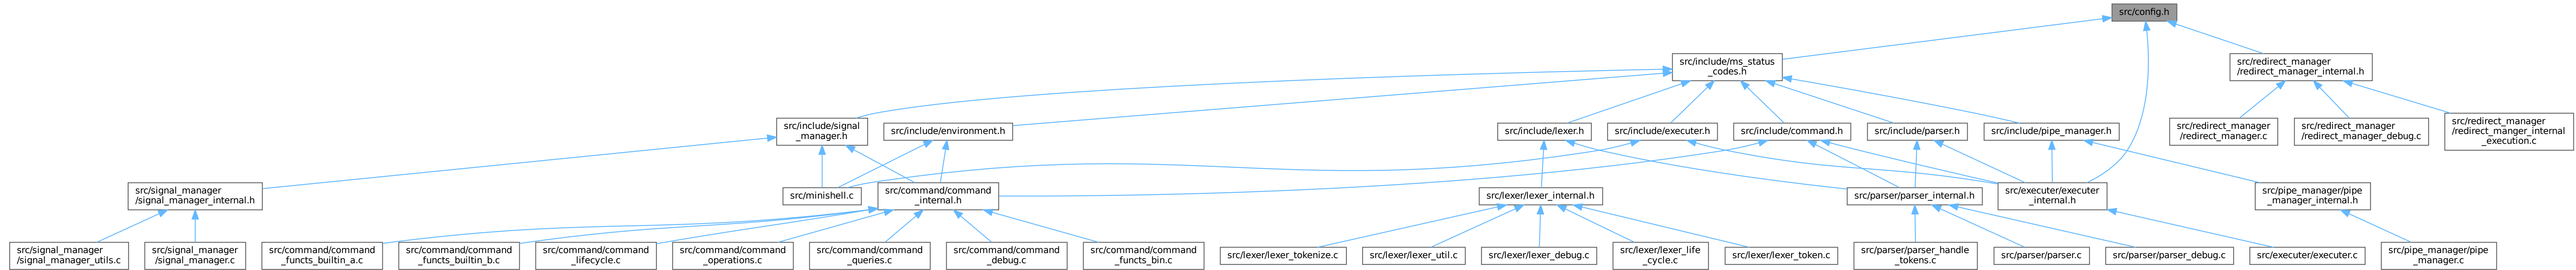 src/config.h
src/include/ms_status
_codes.h
src/redirect_manager
/redirect_manager_internal.h
src/include/signal
_manager.h
src/include/environment.h
src/include/lexer.h
src/include/executer.h
src/include/command.h
src/include/parser.h
src/include/pipe_manager.h
src/redirect_manager
/redirect_manager.c
src/redirect_manager
/redirect_manager_debug.c
src/redirect_manager
/redirect_manger_internal
_execution.c
src/signal_manager
/signal_manager_internal.h
src/minishell.c
src/command/command
_internal.h
src/lexer/lexer_internal.h
src/parser/parser_internal.h
src/executer/executer
_internal.h
src/pipe_manager/pipe
_manager_internal.h
src/signal_manager
/signal_manager_utils.c
src/signal_manager
/signal_manager.c
src/command/command
_functs_builtin_a.c
src/command/command
_functs_builtin_b.c
src/command/command
_lifecycle.c
src/command/command
_operations.c
src/command/command
_queries.c
src/command/command
_debug.c
src/command/command
_functs_bin.c
src/lexer/lexer_tokenize.c
src/lexer/lexer_util.c
src/lexer/lexer_debug.c
src/lexer/lexer_life
_cycle.c
src/lexer/lexer_token.c
src/parser/parser_handle
_tokens.c
src/parser/parser.c
src/parser/parser_debug.c
src/executer/executer.c
src/pipe_manager/pipe
_manager.c